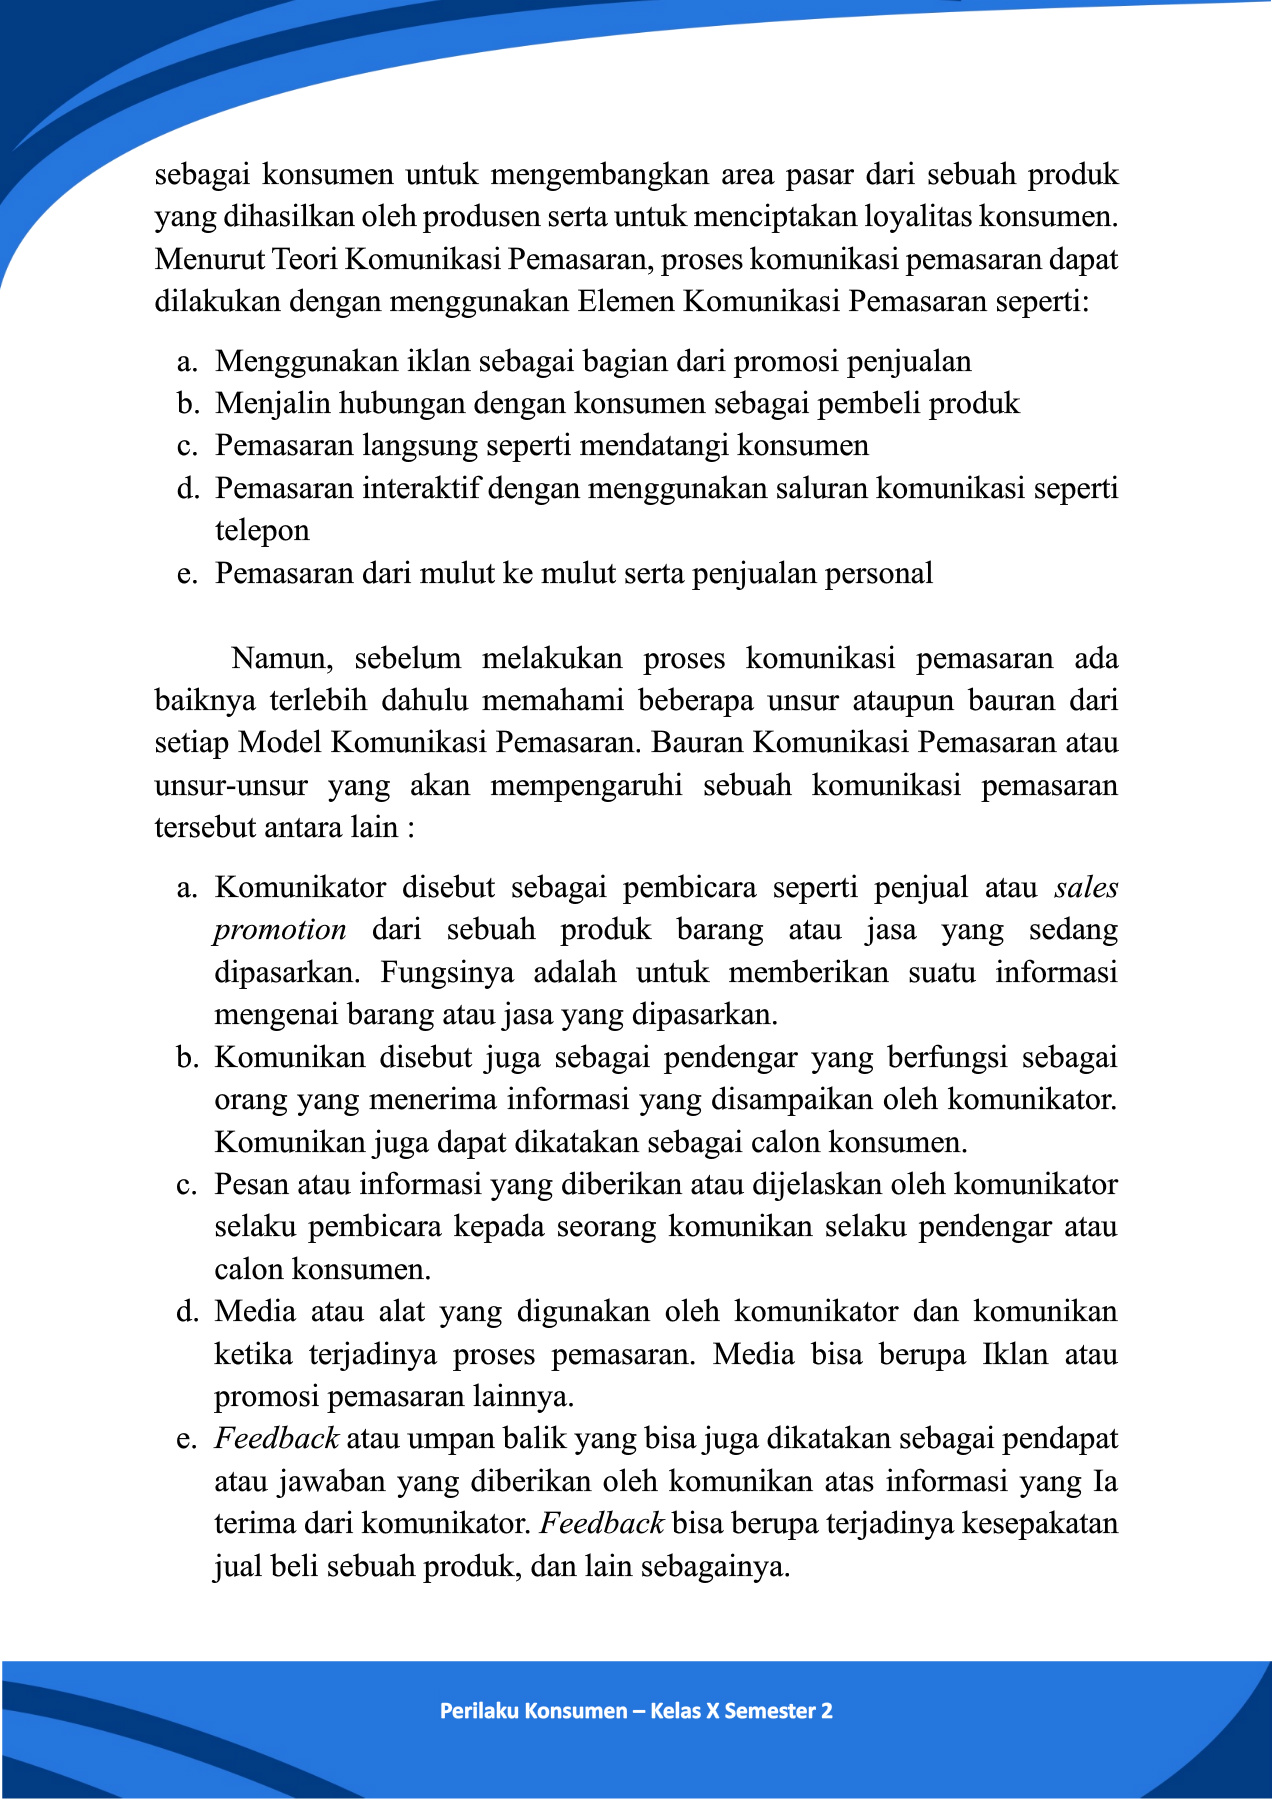 sebagai konsumen untuk mengembangkan area pasar dari sebuah produk
yang dihasilkan oleh produsen serta untuk menciptakan loyalitas konsumen.
Menurut Teori Komunikasi Pemasaran, proses komunikasi pemasaran dapat
dilakukan dengan menggunakan Elemen Komunikasi Pemasaran seperti:
a. Menggunakan iklan sebagai bagian dari promosi penjualan
b. Menjalin hubungan dengan konsumen sebagai pembeli produk
c. Pemasaran langsung seperti mendatangi konsumen
d. Pemasaran interaktif dengan menggunakan saluran komunikasi seperti
telepon
e. Pemasaran dari mulut ke mulut serta penjualan personal
Namun, sebelum melakukan proses komunikasi pemasaran ada
baiknya terlebih dahulu memahami beberapa unsur ataupun bauran dari
setiap Model Komunikasi Pemasaran. Bauran Komunikasi Pemasaran atau
unsur-unsur yang akan mempengaruhi sebuah komunikasi pemasaran
tersebut antara lain :
a. Komunikator disebut sebagai pembicara seperti penjual atau sales
promotion dari sebuah produk barang atau jasa yang sedang
dipasarkan. Fungsinya adalah untuk memberikan suatu informasi
mengenai barang atau jasa yang dipasarkan.
b. Komunikan disebut juga sebagai pendengar yang berfungsi sebagai
orang yang menerima informasi yang disampaikan oleh komunikator.
Komunikan juga dapat dikatakan sebagai calon konsumen.
c. Pesan atau informasi yang diberikan atau dijelaskan oleh komunikator
selaku pembicara kepada seorang komunikan selaku pendengar atau
calon konsumen.
d. Media atau alat yang digunakan oleh komunikator dan komunikan
ketika terjadinya proses pemasaran. Media bisa berupa Iklan atau
promosi pemasaran lainnya.
e. Feedback atau umpan balik yang bisa juga dikatakan sebagai pendapat
atau jawaban yang diberikan oleh komunikan atas informasi yang Ia
terima dari komunikator. Feedback bisa berupa terjadinya kesepakatan
jual beli sebuah produk, dan lain sebagainya.
Perilaku Konsumen – Kelas X Semester 2